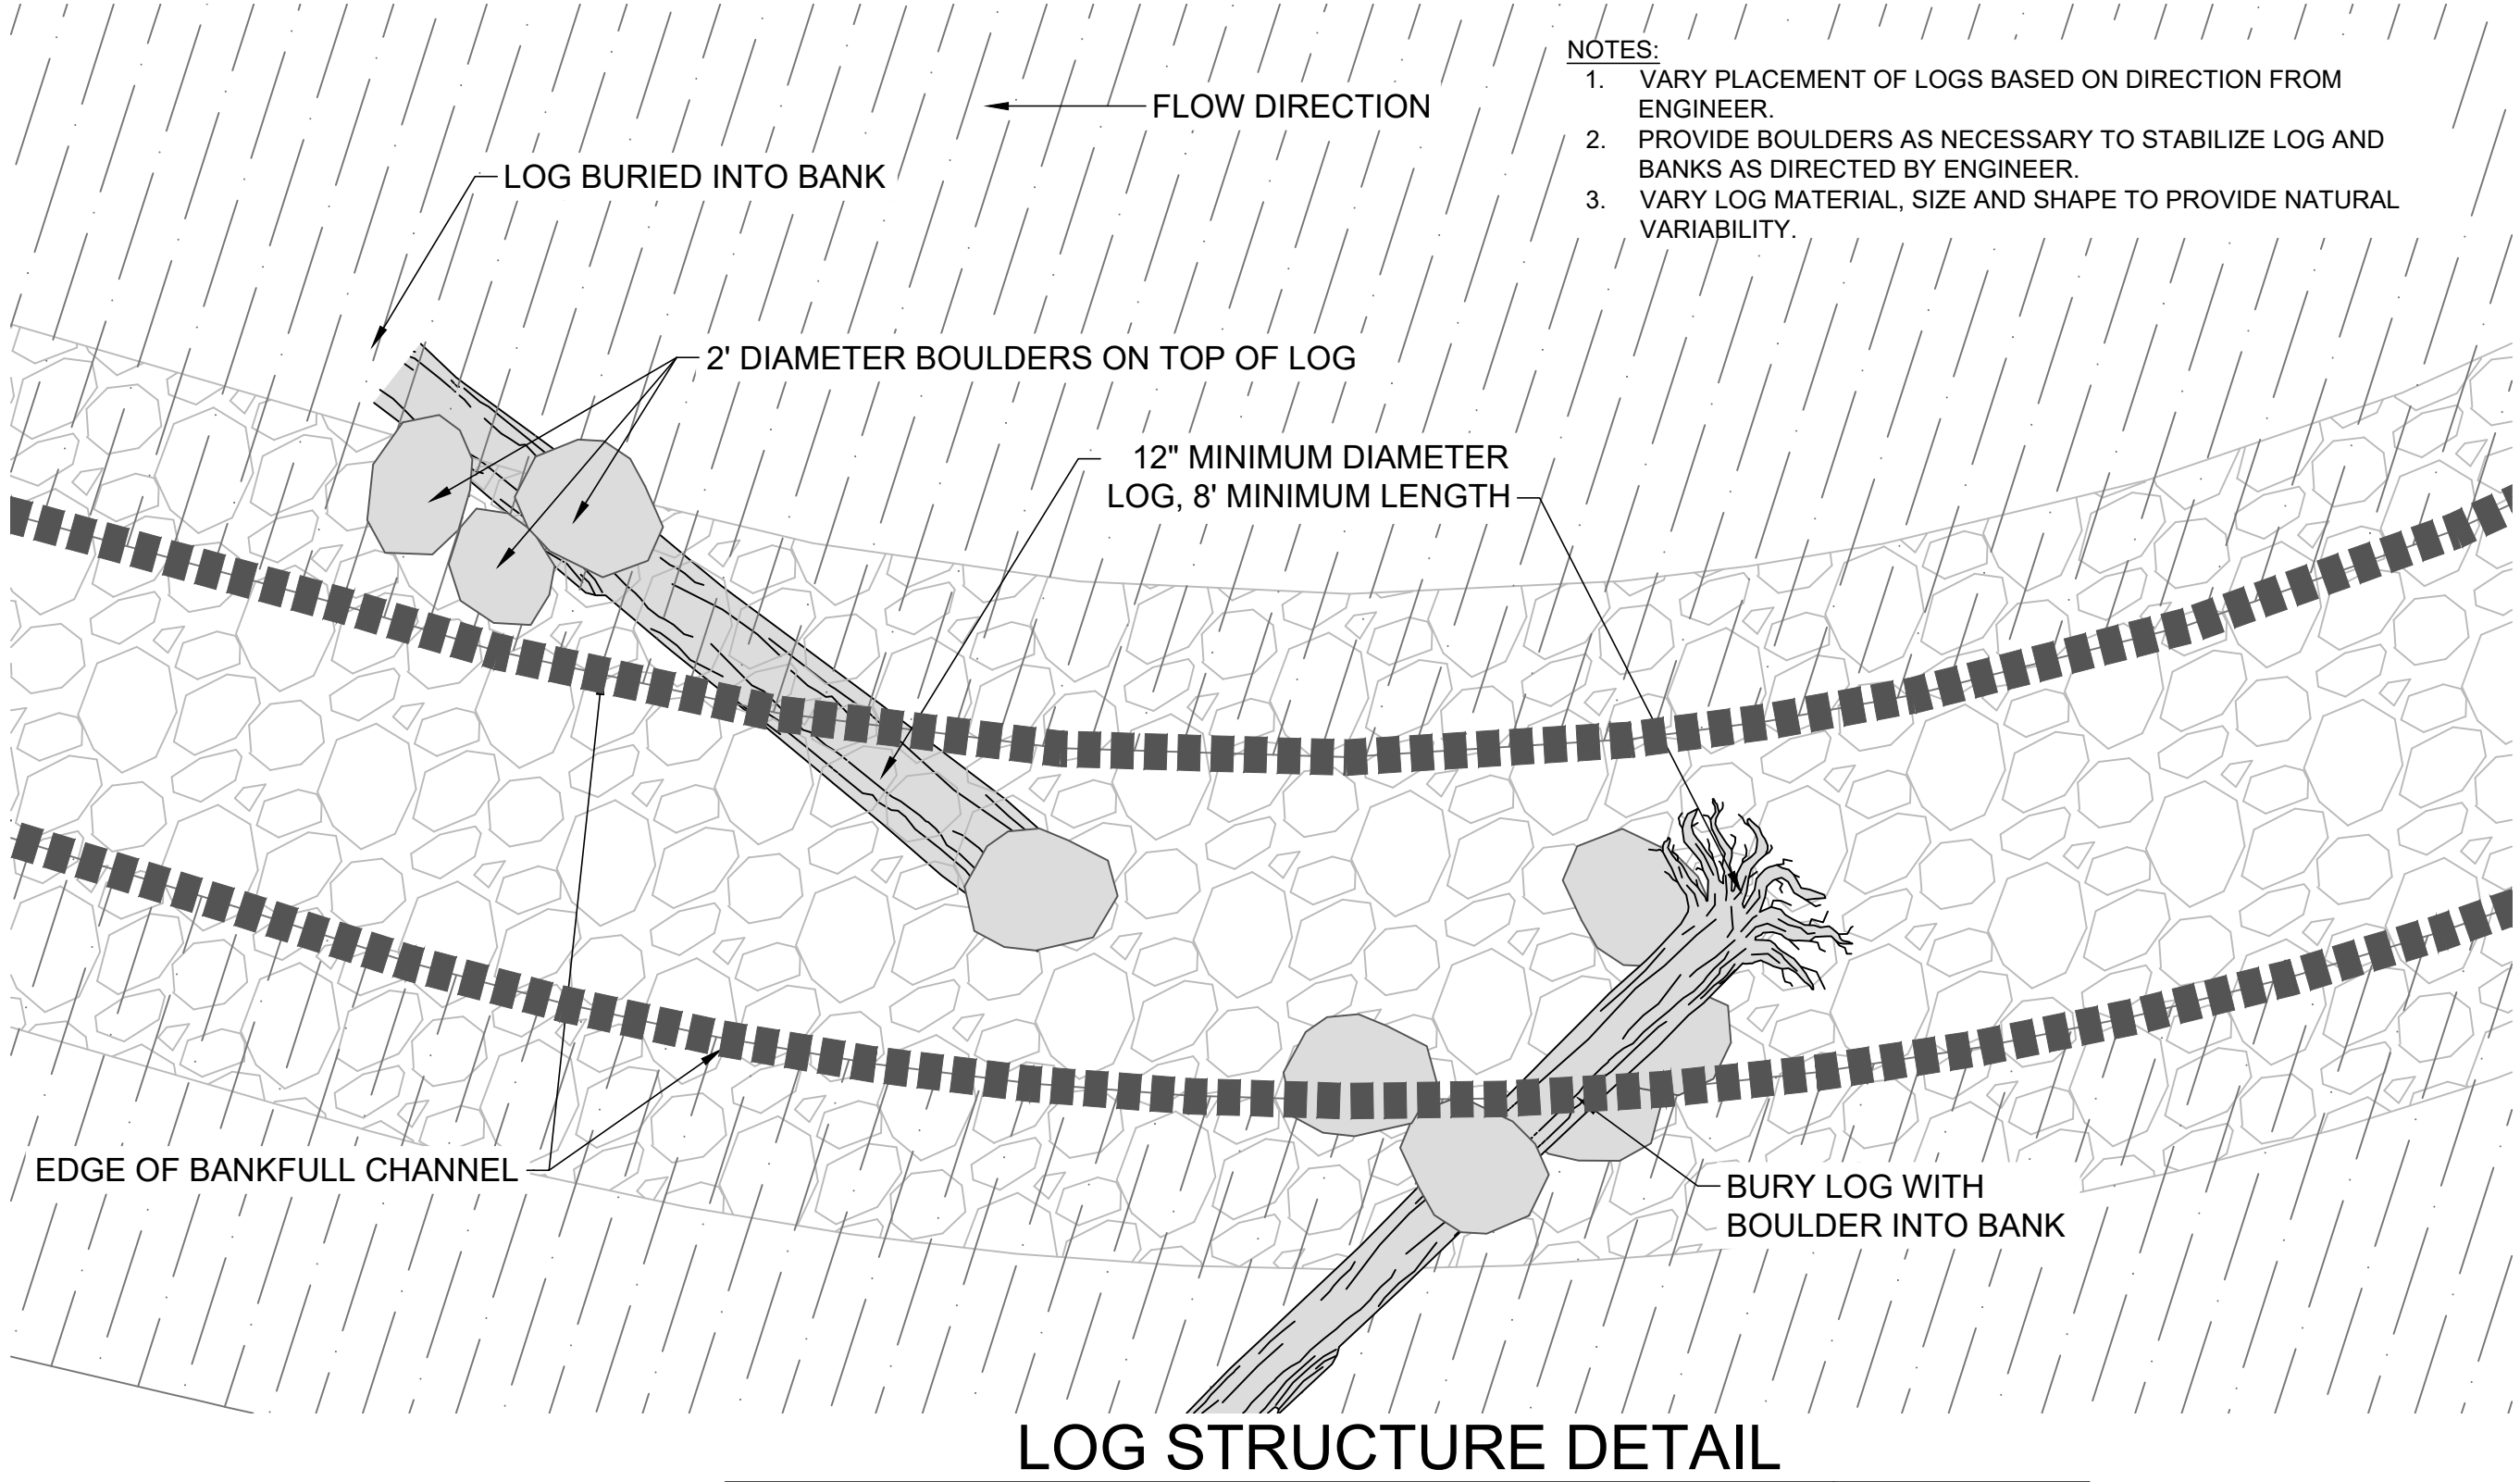 NOTES:
1. VARY PLACEMENT OF LOGS BASED ON DIRECTION FROM
ENGINEER.
2. PROVIDE BOULDERS AS NECESSARY TO STABILIZE LOG AND
BANKS AS DIRECTED BY ENGINEER.
3. VARY LOG MATERIAL, SIZE AND SHAPE TO PROVIDE NATURAL
VARIABILITY.
FLOW DIRECTION
LOG BURIED INTO BANK
2' DIAMETER BOULDERS ON TOP OF LOG
12" MINIMUM DIAMETER
LOG, 8' MINIMUM LENGTH
EDGE OF BANKFULL CHANNEL
BURY LOG WITH
BOULDER INTO BANK
LOG STRUCTURE DETAIL